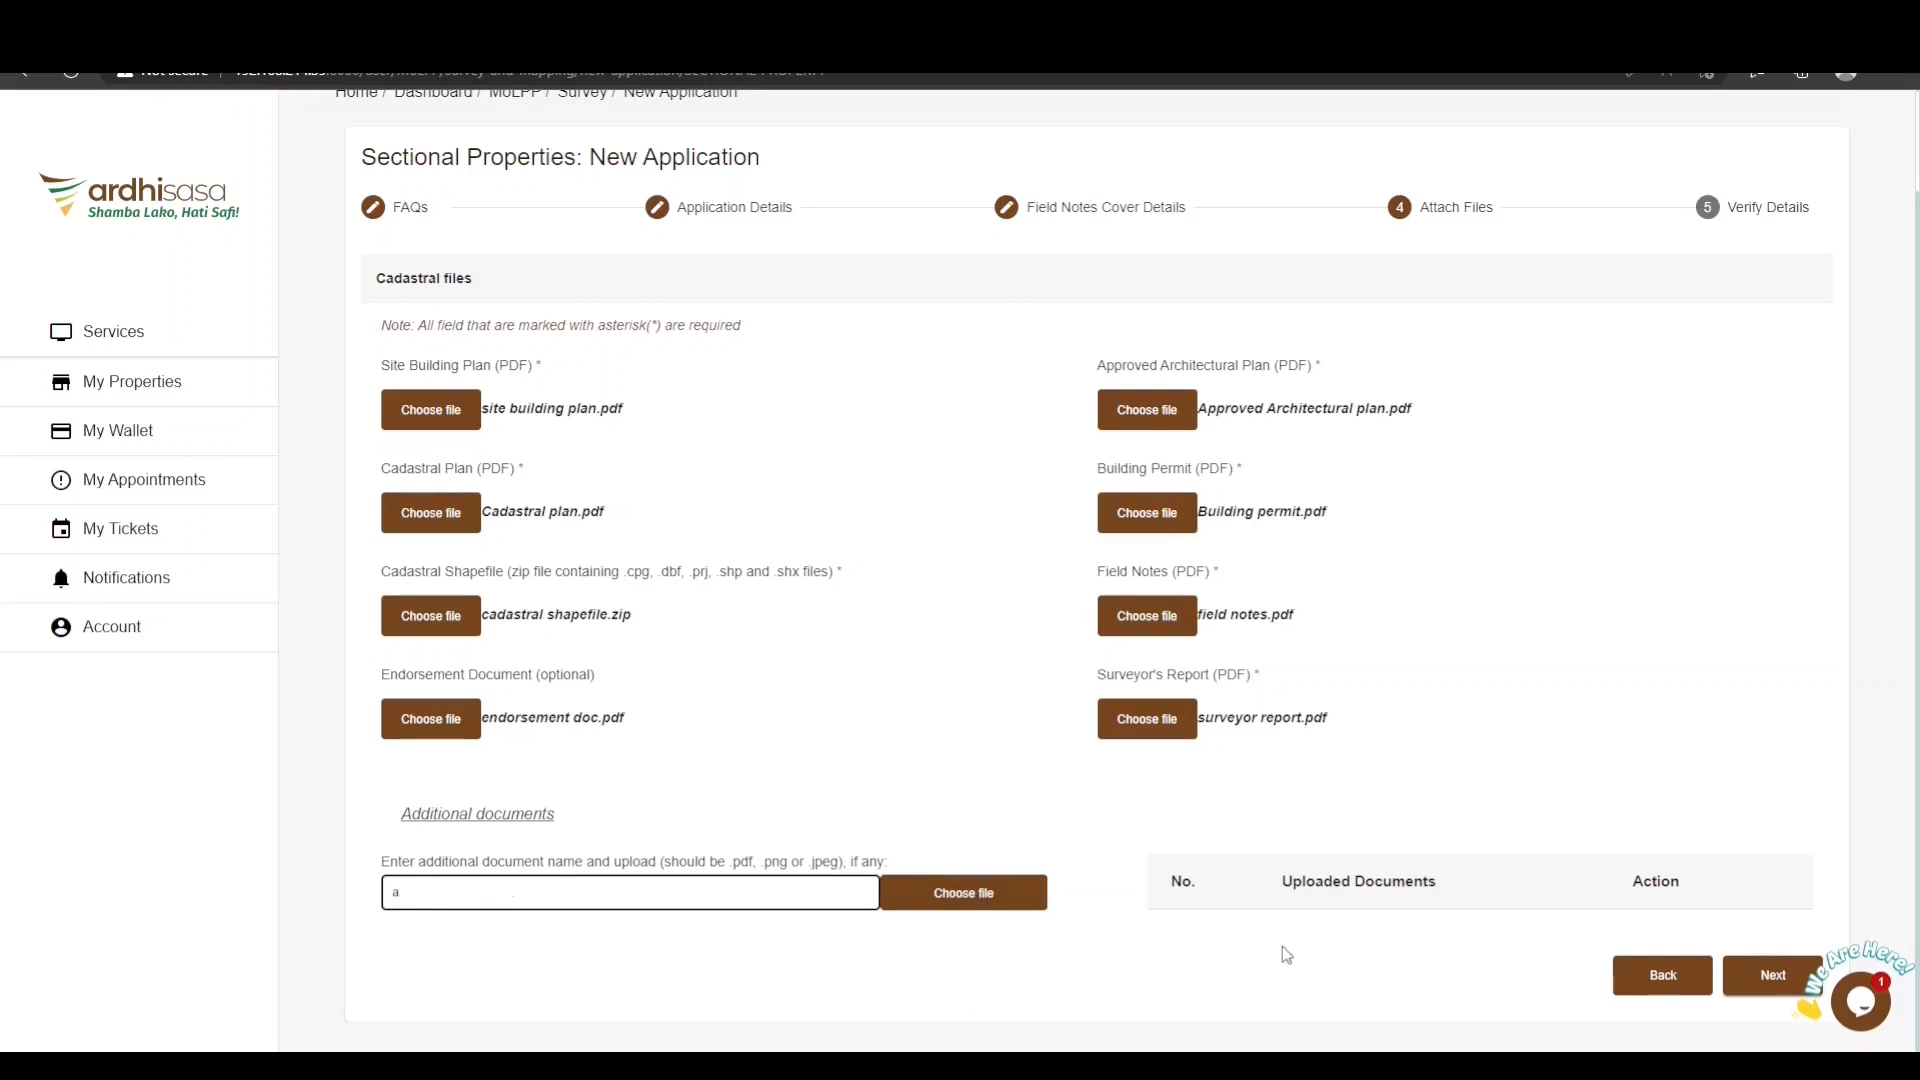 Not secure
Home / Dashboard / MoLPP / Survey / New Application
Sectional Properties: New Application
FAQs
Application Details
Field Notes Cover Details
4 Attach Files
5 Verify Details
ardhisasa
Shamba Lako, Hati Safi!
Services
My Properties
My Wallet
My Appointments
My Tickets
Notifications
Account
Cadastral files
Note: All field that are marked with asterisk(*) are required
Site Building Plan (PDF) *
Choose file site building plan.pdf
Approved Architectural Plan (PDF) *
Choose file Approved Architectural plan.pdf
Cadastral Plan (PDF) *
Choose file Cadastral plan.pdf
Building Permit (PDF) *
Choose file Building permit.pdf
Cadastral Shapefile (zip file containing .cpg, .dbf, .prj, .shp and .shx files) *
Choose file cadastral shapefile.zip
Field Notes (PDF) *
Choose file field notes.pdf
Endorsement Document (optional)
Choose file endorsement doc.pdf
Surveyor's Report (PDF) *
Choose file surveyor report.pdf
Additional documents
Enter additional document name and upload (should be .pdf, .png or .jpeg), if any:
a
Choose file
No. Uploaded Documents Action
Back
Next
We Are Here!
1